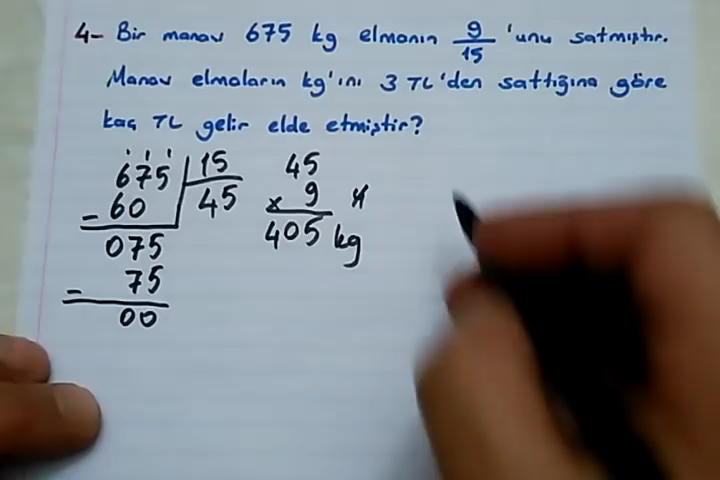 4- Bir manav 675 kg elmanın 9/15 'unu satmıştır.
Manav elmaların kg'ını 3 TL'den sattığına göre
kaç TL gelir elde etmiştir?
675 15
- 60 45
075
- 75
00
45
x 9
405 kg